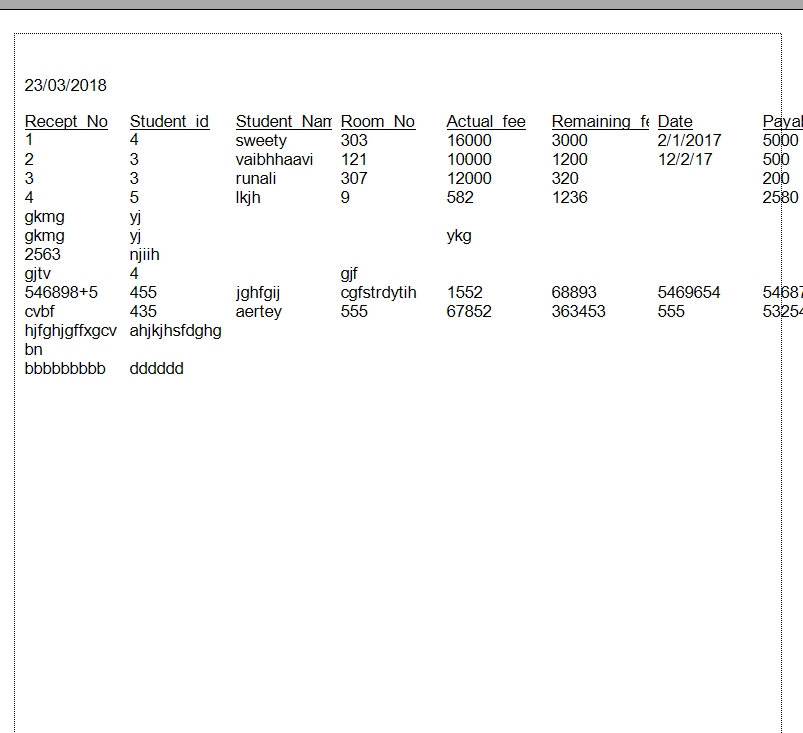 23/03/2018
Recept_No Student_id Student_Nam Room_No Actual_fee Remaining_fe Date Payal
1 4 sweety 303 16000 3000 2/1/2017 5000
2 3 vaibhhaavi 121 10000 1200 12/2/17 500
3 3 runali 307 12000 320 200
4 5 lkjh 9 582 1236 2580
gkmg yj
gkmg yj ykg
2563 njiih
gjtv 4 gjf
546898+5 455 jghfgij cgfstrdytih 1552 68893 5469654 54687
cvbf 435 aertey 555 67852 363453 555 53254
hjfghjgffxgcv ahjkjhsfdghg
bn
bbbbbbbbb dddddd